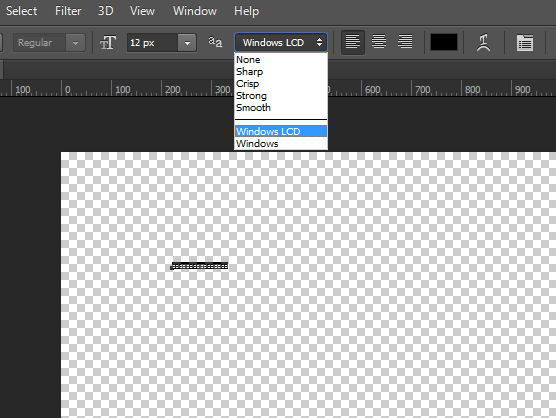 Select Filter 3D View Window Help
Regular 12 px aa Windows LCD
None
Sharp
Crisp
Strong
Smooth
Windows LCD
Windows
100 0 100 200 300 600 700 800 900